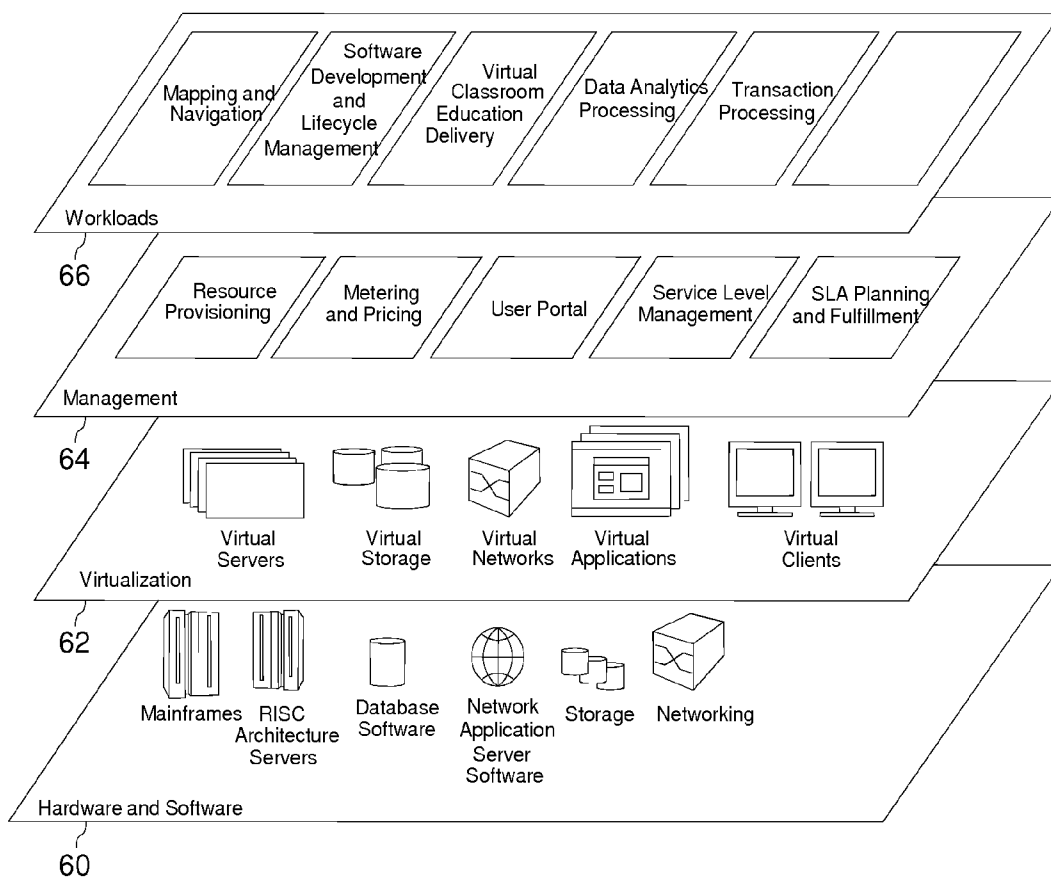 Mapping and
Navigation
Software
Development
and
Lifecycle
Management
Virtual
Classroom
Education
Delivery
Data Analytics
Processing
Transaction
Processing
Workloads
66
Resource
Provisioning
Metering
and Pricing
User Portal
Service Level
Management
SLA Planning
and Fulfillment
Management
64
Virtual
Servers
Virtual
Storage
Virtual
Networks
Virtual
Applications
Virtual
Clients
Virtualization
62
Mainframes
RISC
Architecture
Servers
Database
Software
Network
Application
Server
Software
Storage
Networking
Hardware and Software
60